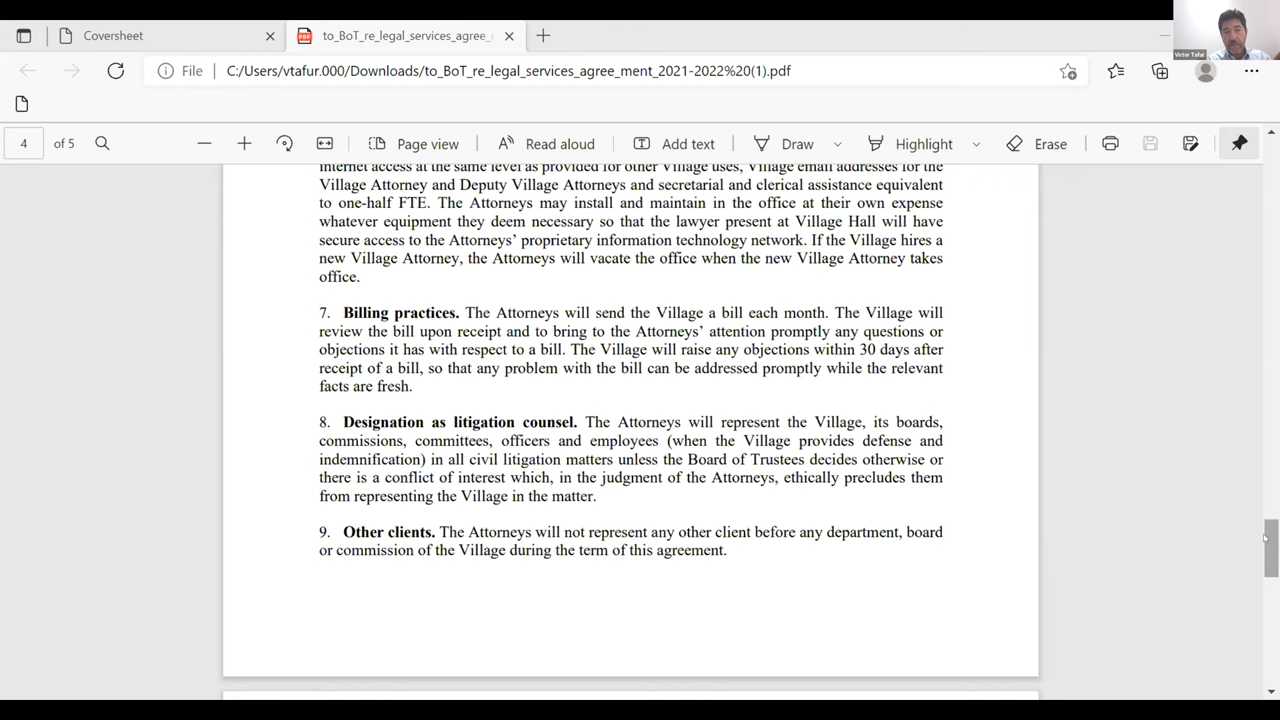 Coversheet
to_BoT_re_legal_services_agree_
Victor Tafur
File
C:/Users/vtafur.000/Downloads/to_BoT_re_legal_services_agree_ment_2021-2022%20(1).pdf
4 of 5
Page view
Read aloud
Add text
Draw
Highlight
Erase
internet access at the same level as provided for other Village uses, Village email addresses for the
Village Attorney and Deputy Village Attorneys and secretarial and clerical assistance equivalent
to one-half FTE. The Attorneys may install and maintain in the office at their own expense
whatever equipment they deem necessary so that the lawyer present at Village Hall will have
secure access to the Attorneys' proprietary information technology network. If the Village hires a
new Village Attorney, the Attorneys will vacate the office when the new Village Attorney takes
office.
7. Billing practices. The Attorneys will send the Village a bill each month. The Village will
review the bill upon receipt and to bring to the Attorneys' attention promptly any questions or
objections it has with respect to a bill. The Village will raise any objections within 30 days after
receipt of a bill, so that any problem with the bill can be addressed promptly while the relevant
facts are fresh.
8. Designation as litigation counsel. The Attorneys will represent the Village, its boards,
commissions, committees, officers and employees (when the Village provides defense and
indemnification) in all civil litigation matters unless the Board of Trustees decides otherwise or
there is a conflict of interest which, in the judgment of the Attorneys, ethically precludes them
from representing the Village in the matter.
9. Other clients. The Attorneys will not represent any other client before any department, board
or commission of the Village during the term of this agreement.